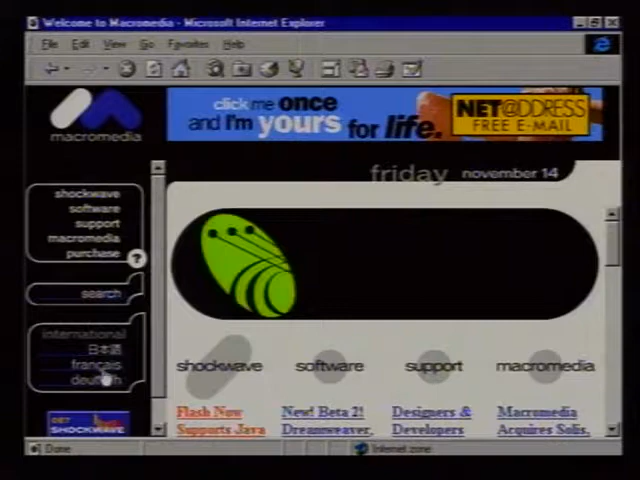 Welcome to Macromedia - Microsoft Internet Explorer
File Edit View Go Favorites Help
macromedia
click me once
and I'm yours for life.
NET@DDRESS
FREE E-MAIL
friday november 14
shockwave
software
support
macromedia
purchase
?
search
international
日本語
français
deutsch
GET
SHOCKWAVE
shockwave software support macromedia
Flash Now
Supports Java
New! Beta 2!
Dreamweaver,
Designers &
Developers
Macromedia
Acquires Solis,
Done
Internet zone